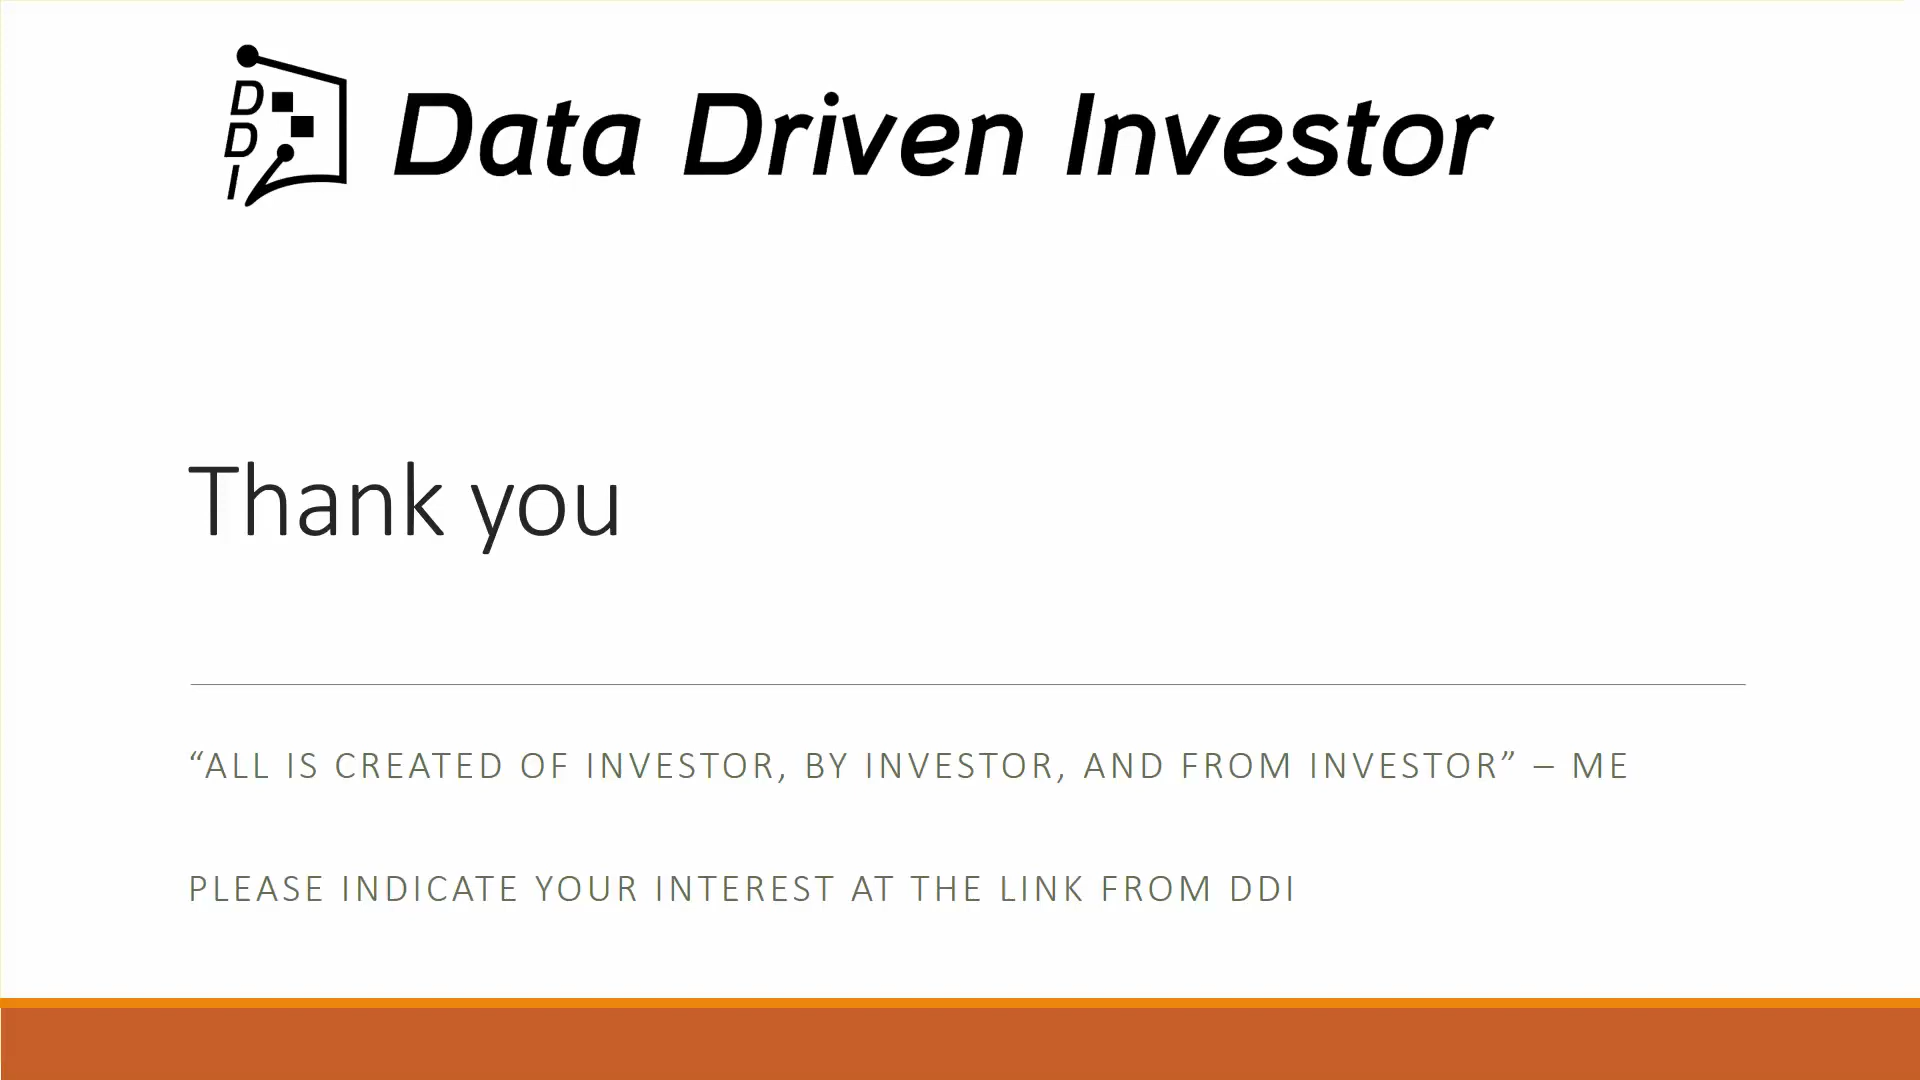 D
D
I
Data Driven Investor
Thank you
“ALL IS CREATED OF INVESTOR, BY INVESTOR, AND FROM INVESTOR” – ME
PLEASE INDICATE YOUR INTEREST AT THE LINK FROM DDI